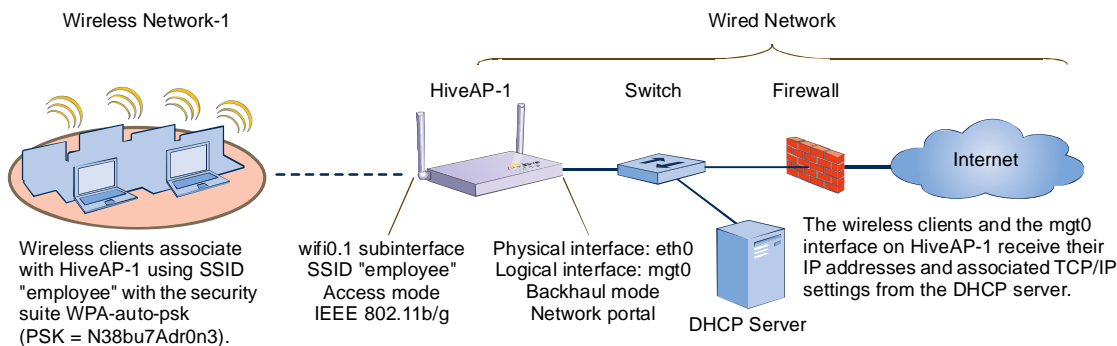 Wireless Network-1
Wired Network
HiveAP-1
Switch
Firewall
Internet
Wireless clients associate
with HiveAP-1 using SSID
"employee" with the security
suite WPA-auto-psk
(PSK = N38bu7Adr0n3).
wifi0.1 subinterface
SSID "employee"
Access mode
IEEE 802.11b/g
Physical interface: eth0
Logical interface: mgt0
Backhaul mode
Network portal
DHCP Server
The wireless clients and the mgt0
interface on HiveAP-1 receive their
IP addresses and associated TCP/IP
settings from the DHCP server.